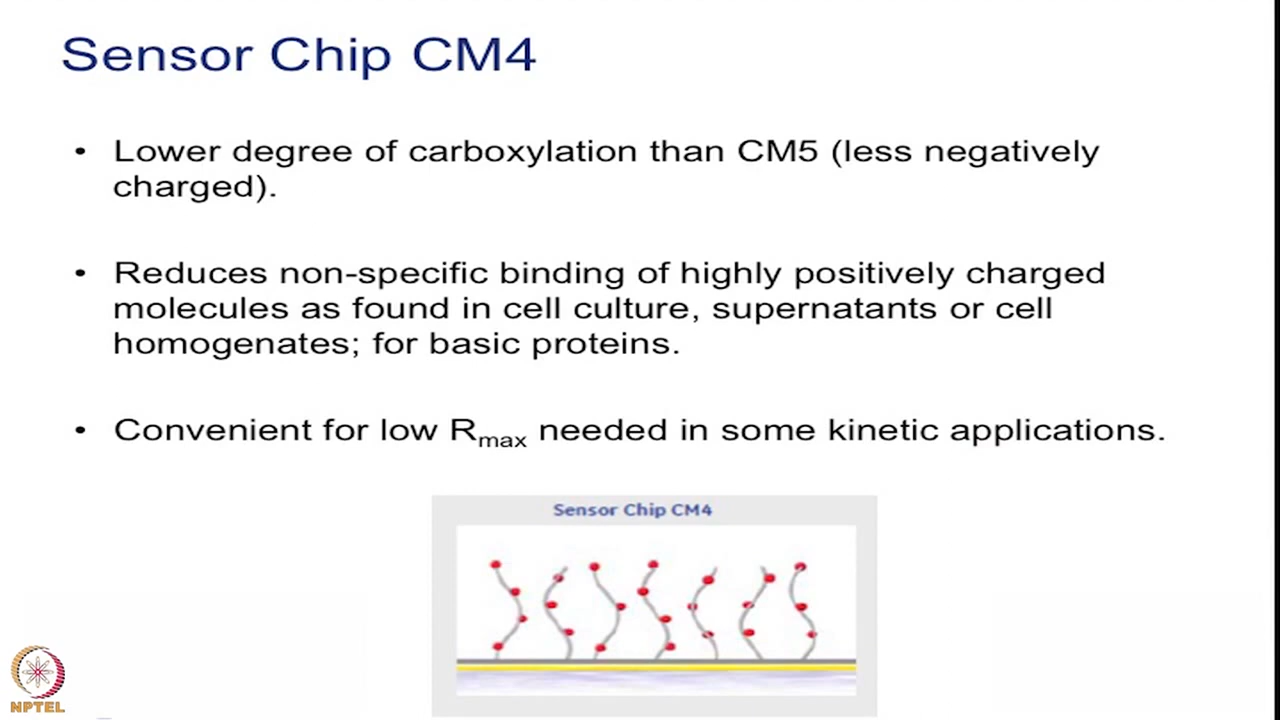 Sensor Chip CM4
• Lower degree of carboxylation than CM5 (less negatively
charged).
• Reduces non-specific binding of highly positively charged
molecules as found in cell culture, supernatants or cell
homogenates; for basic proteins.
• Convenient for low Rmax needed in some kinetic applications.
Sensor Chip CM4
NPTEL